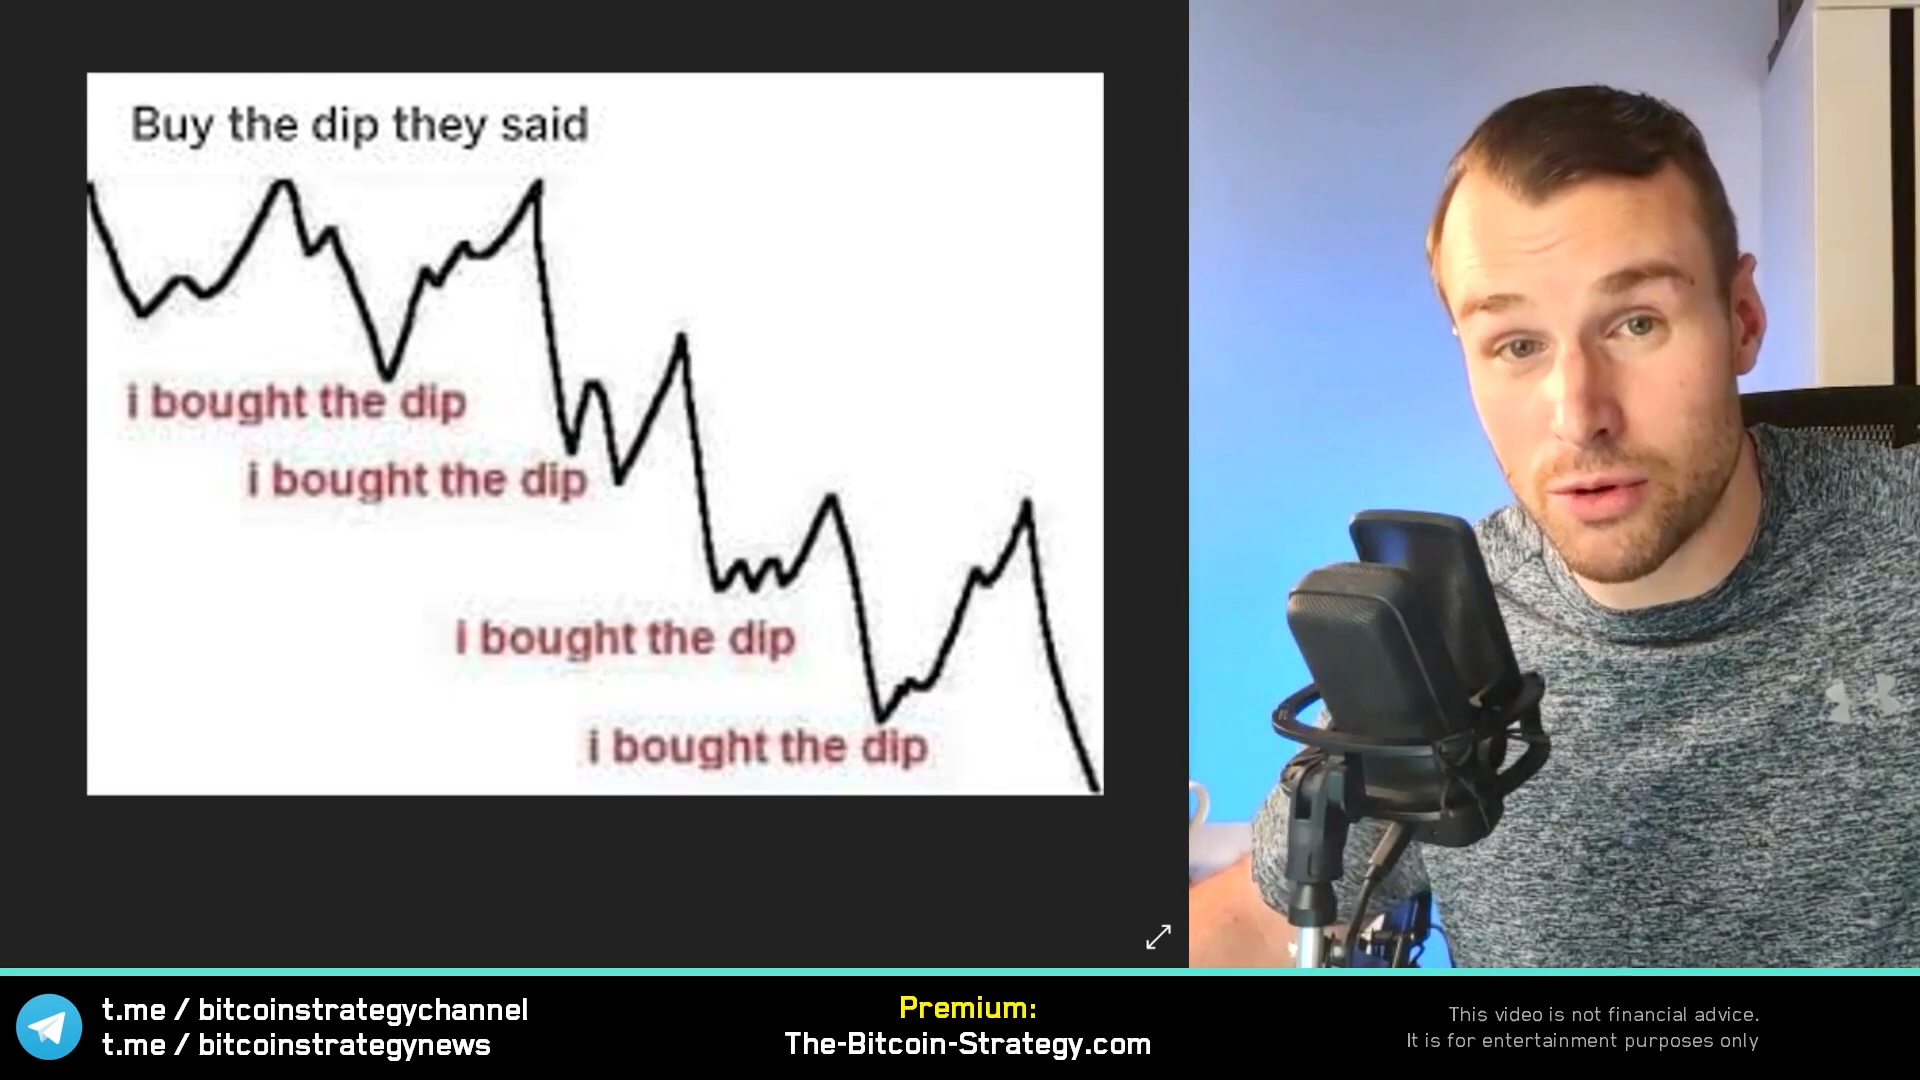 Buy the dip they said
i bought the dip
i bought the dip
i bought the dip
i bought the dip
t.me / bitcoinstrategychannel
t.me / bitcoinstrategynews
Premium:
The-Bitcoin-Strategy.com
This video is not financial advice.
It is for entertainment purposes only